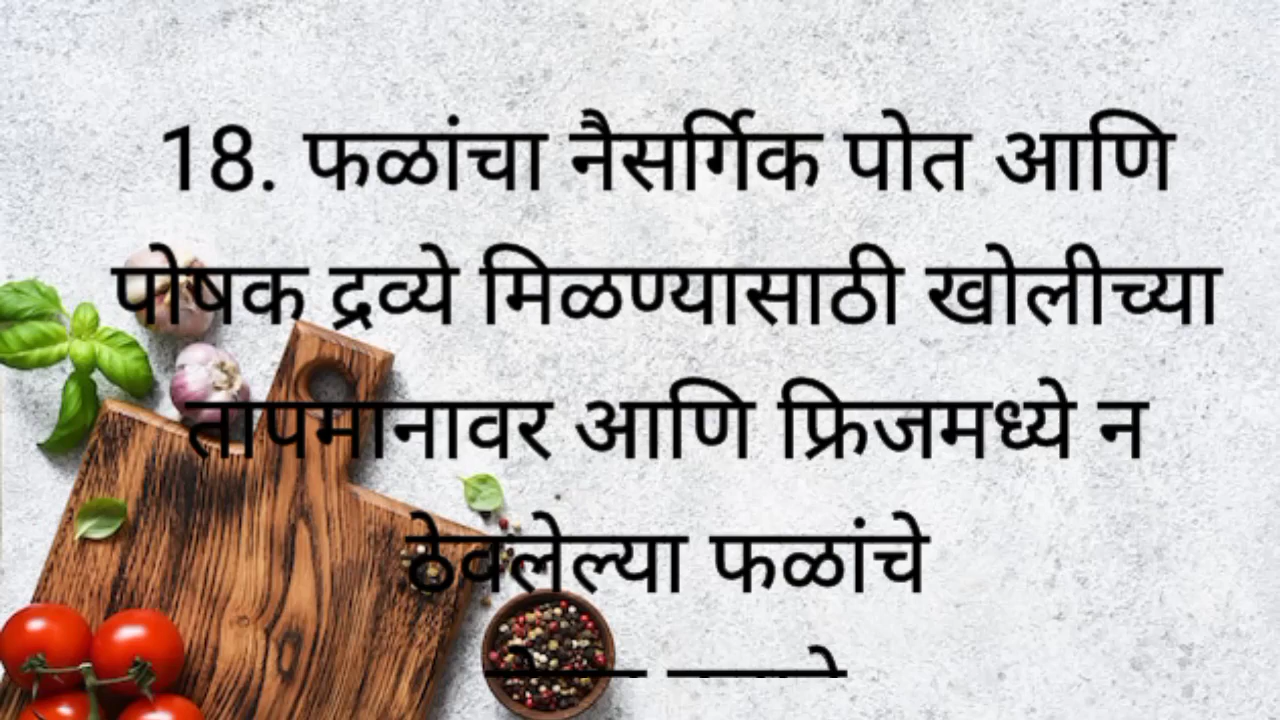 18. फळांचा नैसर्गिक पोत आणि
पोषक द्रव्ये मिळण्यासाठी खोलीच्या
तापमानावर आणि फ्रिजमध्ये न
ठेवलेल्या फळांचे